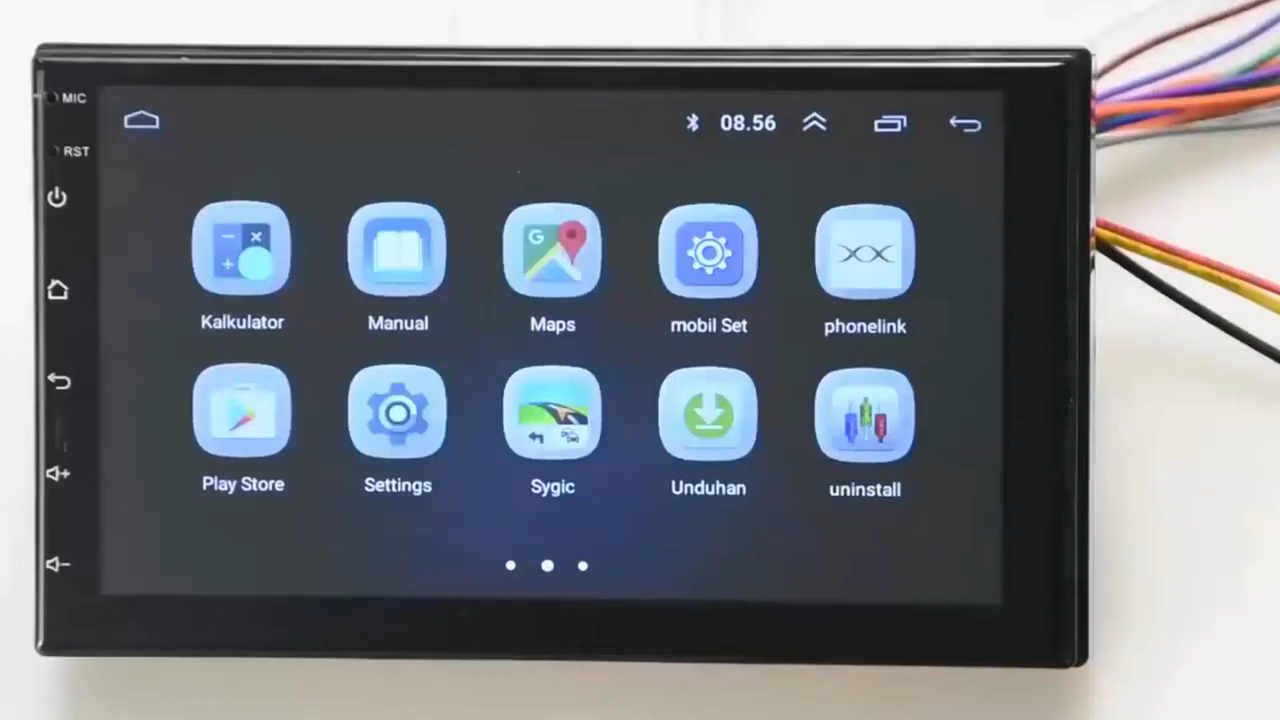 MIC
08.56
RST
G
Kalkulator
Manual
Maps
mobil Set
phonelink
Play Store
Settings
Sygic
Unduhan
uninstall